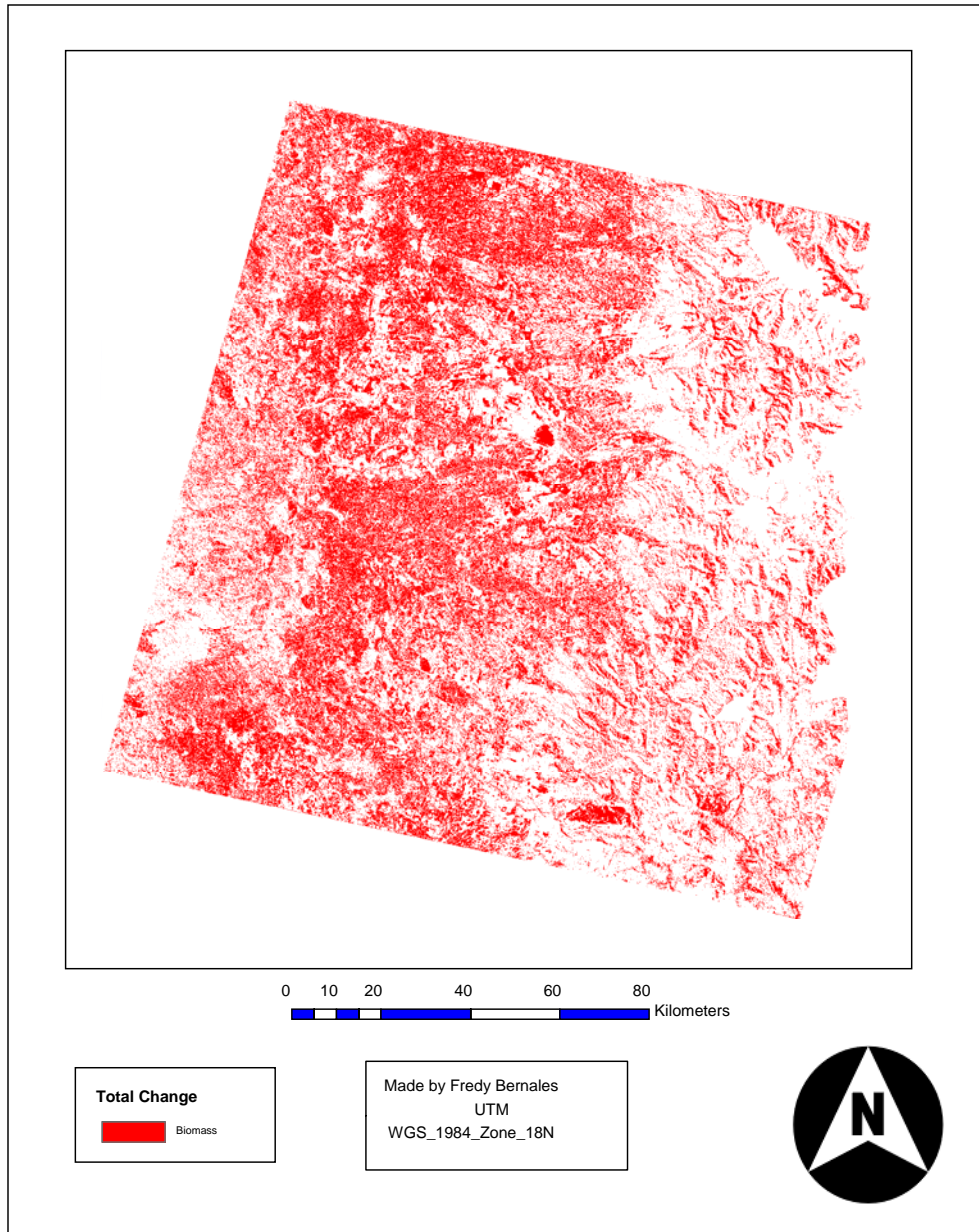 0 10 20 40 60 80
Kilometers
Total Change
Biomass
Made by Fredy Bernales
UTM
WGS_1984_Zone_18N
N